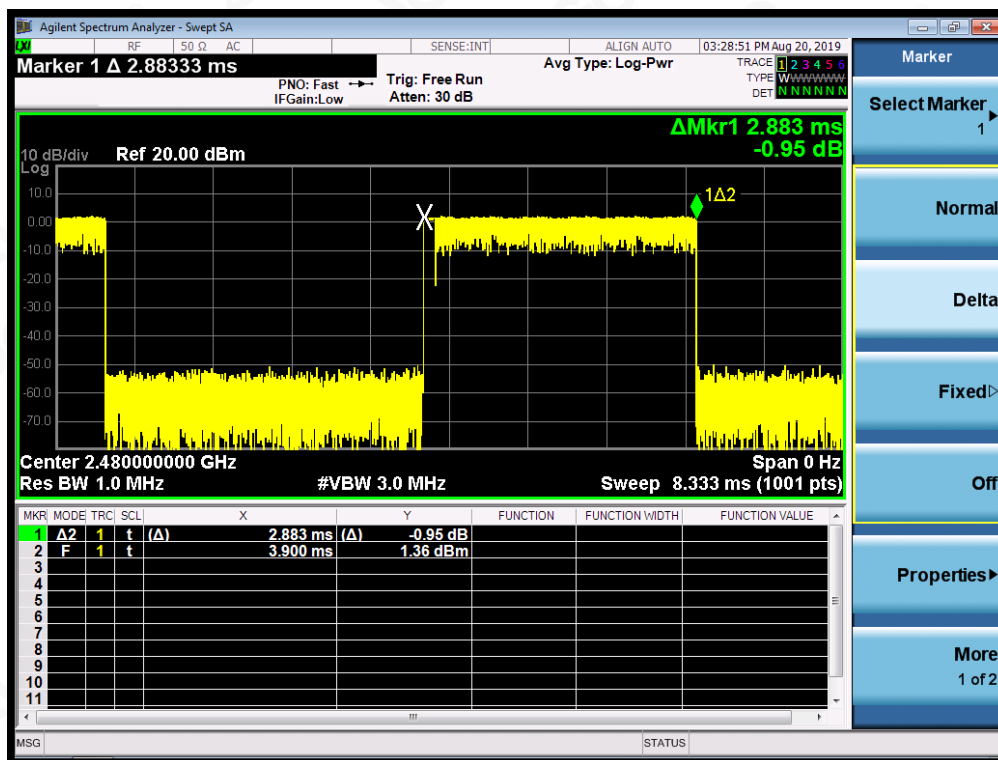 Agilent Spectrum Analyzer - Swept SA
LXI RF 50 Ω AC SENSE:INT ALIGN AUTO 03:28:51 PM Aug 20, 2019
Marker 1 Δ 2.88333 ms
PNO: Fast
IFGain:Low
Trig: Free Run
Atten: 30 dB
Avg Type: Log-Pwr
TRACE 1 2 3 4 5 6
TYPE W
DET N N N N N N
ΔMkr1 2.883 ms
-0.95 dB
10 dB/div Ref 20.00 dBm
Log
10.0
0.00
-10.0
-20.0
-30.0
-40.0
-50.0
-60.0
-70.0
X
1Δ2
Center 2.480000000 GHz Span 0 Hz
Res BW 1.0 MHz #VBW 3.0 MHz Sweep 8.333 ms (1001 pts)
MKR MODE TRC SCL X Y FUNCTION FUNCTION WIDTH FUNCTION VALUE
1 Δ2 1 t (Δ) 2.883 ms (Δ) -0.95 dB
2 F 1 t 3.900 ms 1.36 dBm
3
4
5
6
7
8
9
10
11
MSG STATUS
Marker
Select Marker
1
Normal
Delta
Fixed
Off
Properties
More
1 of 2